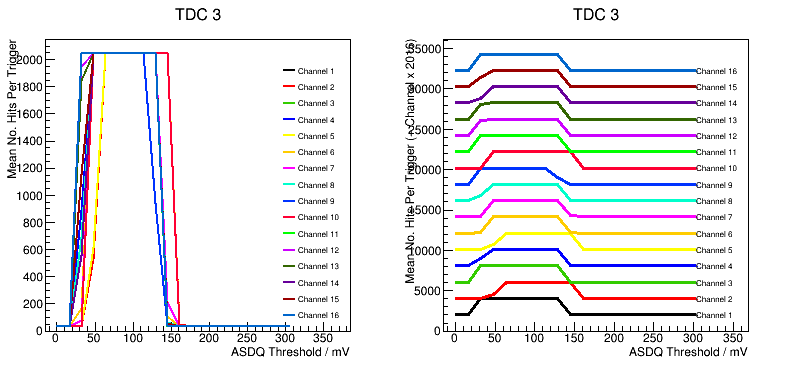 TDC 3
Mean No. Hits Per Trigger
2000
1800
1600
1400
1200
1000
800
600
400
200
0
0 50 100 150 200 250 300 350
ASDQ Threshold / mV
Channel 1
Channel 2
Channel 3
Channel 4
Channel 5
Channel 6
Channel 7
Channel 8
Channel 9
Channel 10
Channel 11
Channel 12
Channel 13
Channel 14
Channel 15
Channel 16
TDC 3
Mean No. Hits Per Trigger (+ Channel x 2016)
35000
30000
25000
20000
15000
10000
5000
0
0 50 100 150 200 250 300 350
ASDQ Threshold / mV
Channel 16
Channel 15
Channel 14
Channel 13
Channel 12
Channel 11
Channel 10
Channel 9
Channel 8
Channel 7
Channel 6
Channel 5
Channel 4
Channel 3
Channel 2
Channel 1